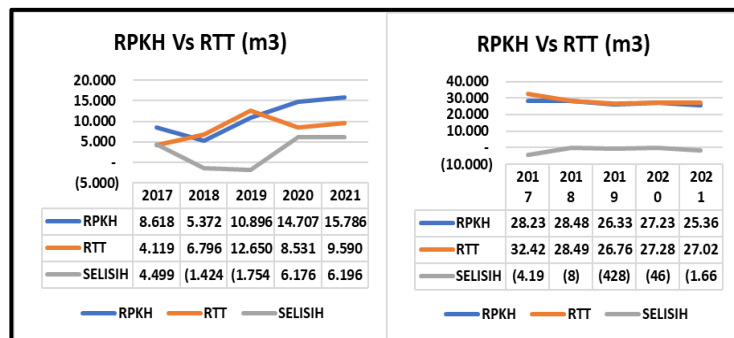 RPKH Vs RTT (m3)
20.000
15.000
10.000
5.000
-
(5.000)
2017 2018 2019 2020 2021
RPKH 8.618 5.372 10.896 14.707 15.786
RTT 4.119 6.796 12.650 8.531 9.590
SELISIH 4.499 (1.424 (1.754 6.176 6.196
RPKH RTT SELISIH
RPKH Vs RTT (m3)
40.000
30.000
20.000
10.000
-
(10.000)
201 201 201 202 202
7 8 9 0 1
RPKH 28.23 28.48 26.33 27.23 25.36
RTT 32.42 28.49 26.76 27.28 27.02
SELISIH (4.19 (8) (428) (46) (1.66
RPKH RTT SELISIH